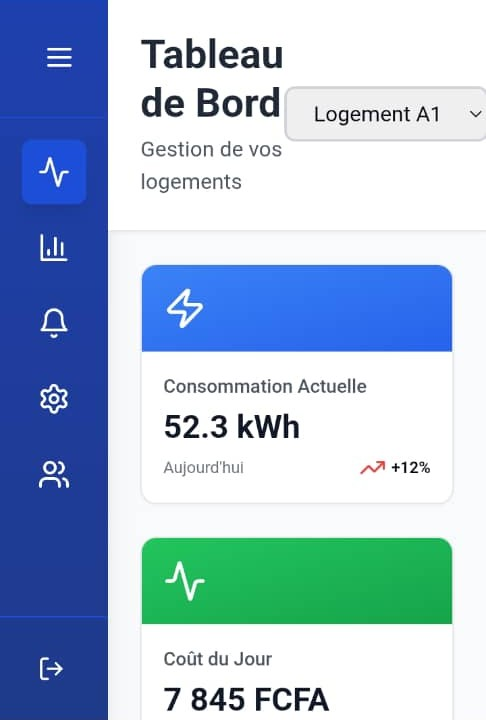 Tableau
de Bord
Logement A1
Gestion de vos
logements
Consommation Actuelle
52.3 kWh
Aujourd'hui
+12%
Coût du Jour
7 845 FCFA